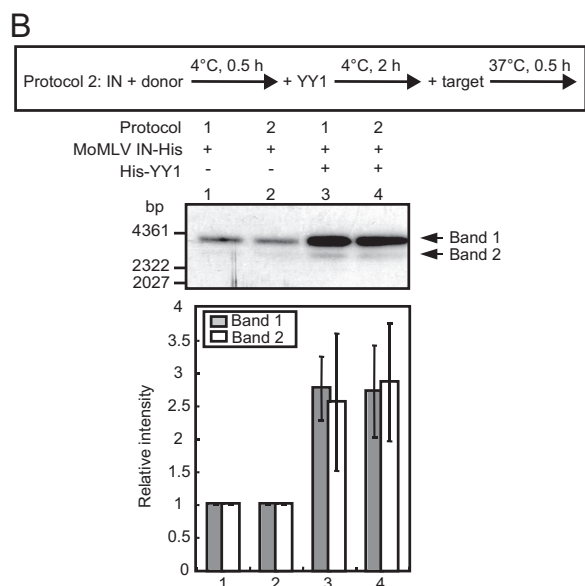 B
4°C, 0.5 h 4°C, 2 h 37°C, 0.5 h
Protocol 2: IN + donor + YY1 + target
Protocol 1 2 1 2
MoMLV IN-His + + + +
His-YY1 - - + +
1 2 3 4
bp
4361
2322
2027
Band 1
Band 2
4
3.5
3
2.5
2
1.5
1
0.5
0
Relative intensity
Band 1
Band 2
1 2 3 4